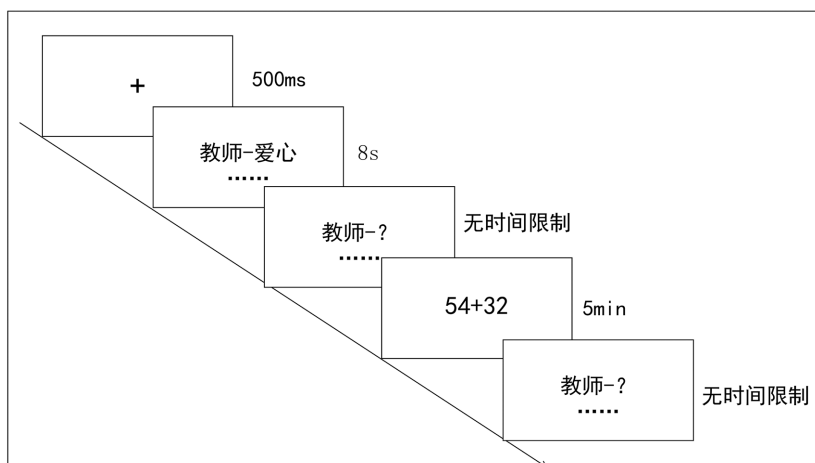 +
500ms
教师-爱心
……
8s
教师-?
……
无时间限制
54+32
5min
教师-?
……
无时间限制